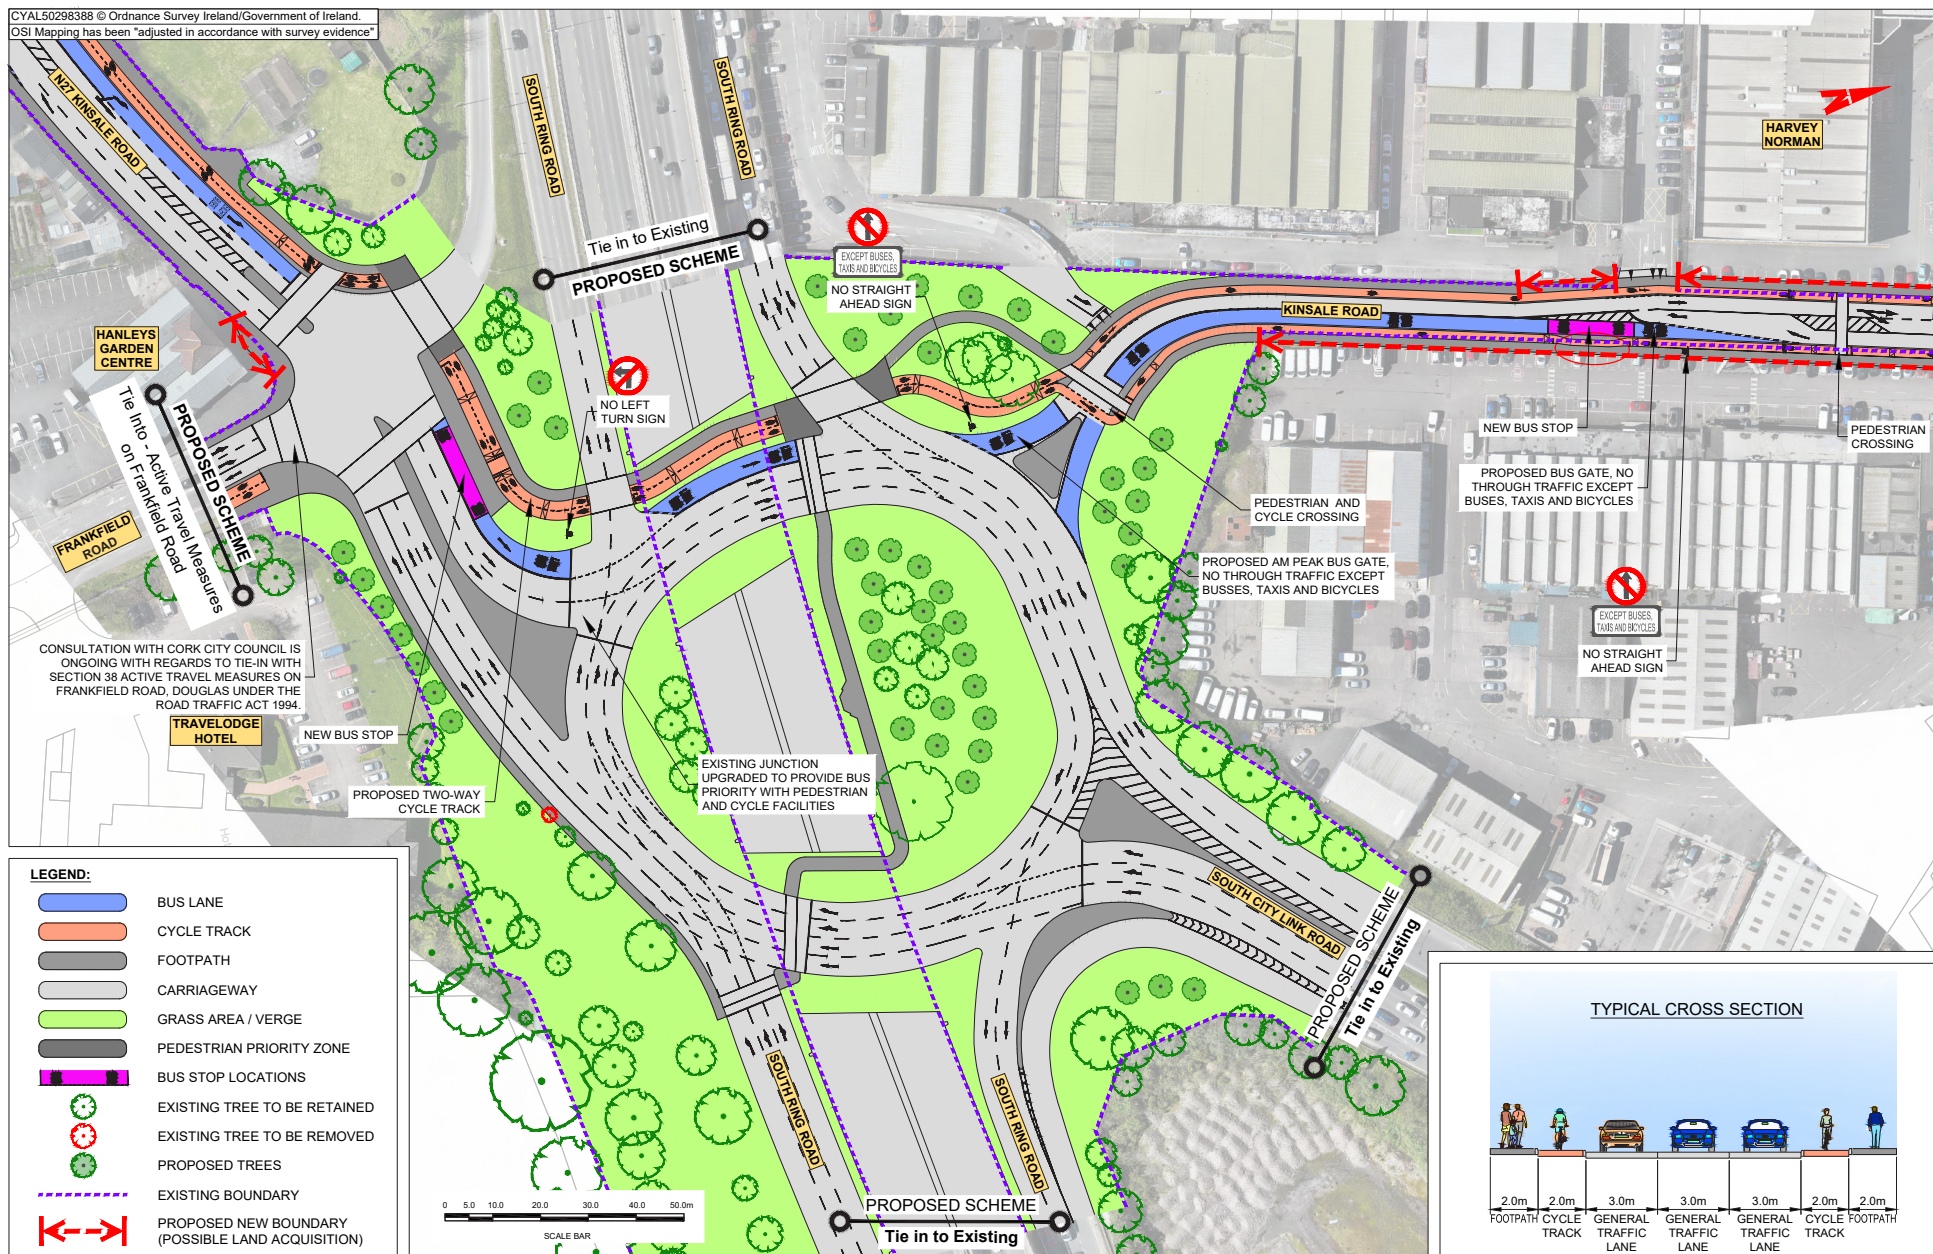 CYAL50298388 © Ordnance Survey Ireland/Government of Ireland.
OSI Mapping has been "adjusted in accordance with survey evidence"
N27 KINSALE ROAD
SOUTH RING ROAD
SOUTH RING ROAD
HARVEY
NORMAN
Tie in to Existing
PROPOSED SCHEME
EXCEPT BUSES,
TAXIS AND BICYCLES
NO STRAIGHT
AHEAD SIGN
KINSALE ROAD
HANLEYS
GARDEN
CENTRE
NO LEFT
TURN SIGN
PROPOSED SCHEME
Tie Into - Active Travel Measures
on Frankfield Road
FRANKFIELD
ROAD
NEW BUS STOP
PEDESTRIAN
CROSSING
PROPOSED BUS GATE, NO
THROUGH TRAFFIC EXCEPT
BUSES, TAXIS AND BICYCLES
PEDESTRIAN AND
CYCLE CROSSING
PROPOSED AM PEAK BUS GATE,
NO THROUGH TRAFFIC EXCEPT
BUSSES, TAXIS AND BICYCLES
EXCEPT BUSES,
TAXIS AND BICYCLES
NO STRAIGHT
AHEAD SIGN
CONSULTATION WITH CORK CITY COUNCIL IS
ONGOING WITH REGARDS TO TIE-IN WITH
SECTION 38 ACTIVE TRAVEL MEASURES ON
FRANKFIELD ROAD, DOUGLAS UNDER THE
ROAD TRAFFIC ACT 1994.
TRAVELODGE
HOTEL
NEW BUS STOP
PROPOSED TWO-WAY
CYCLE TRACK
EXISTING JUNCTION
UPGRADED TO PROVIDE BUS
PRIORITY WITH PEDESTRIAN
AND CYCLE FACILITIES
SOUTH CITY LINK ROAD
PROPOSED SCHEME
Tie in to Existing
SOUTH RING ROAD
SOUTH RING ROAD
PROPOSED SCHEME
Tie in to Existing
LEGEND:
BUS LANE
CYCLE TRACK
FOOTPATH
CARRIAGEWAY
GRASS AREA / VERGE
PEDESTRIAN PRIORITY ZONE
BUS STOP LOCATIONS
EXISTING TREE TO BE RETAINED
EXISTING TREE TO BE REMOVED
PROPOSED TREES
EXISTING BOUNDARY
PROPOSED NEW BOUNDARY
(POSSIBLE LAND ACQUISITION)
0 5.0 10.0 20.0 30.0 40.0 50.0m
SCALE BAR
TYPICAL CROSS SECTION
2.0m 2.0m 3.0m 3.0m 3.0m 2.0m 2.0m
FOOTPATH CYCLE GENERAL GENERAL GENERAL CYCLE FOOTPATH
TRACK TRAFFIC TRAFFIC TRAFFIC TRACK
LANE LANE LANE